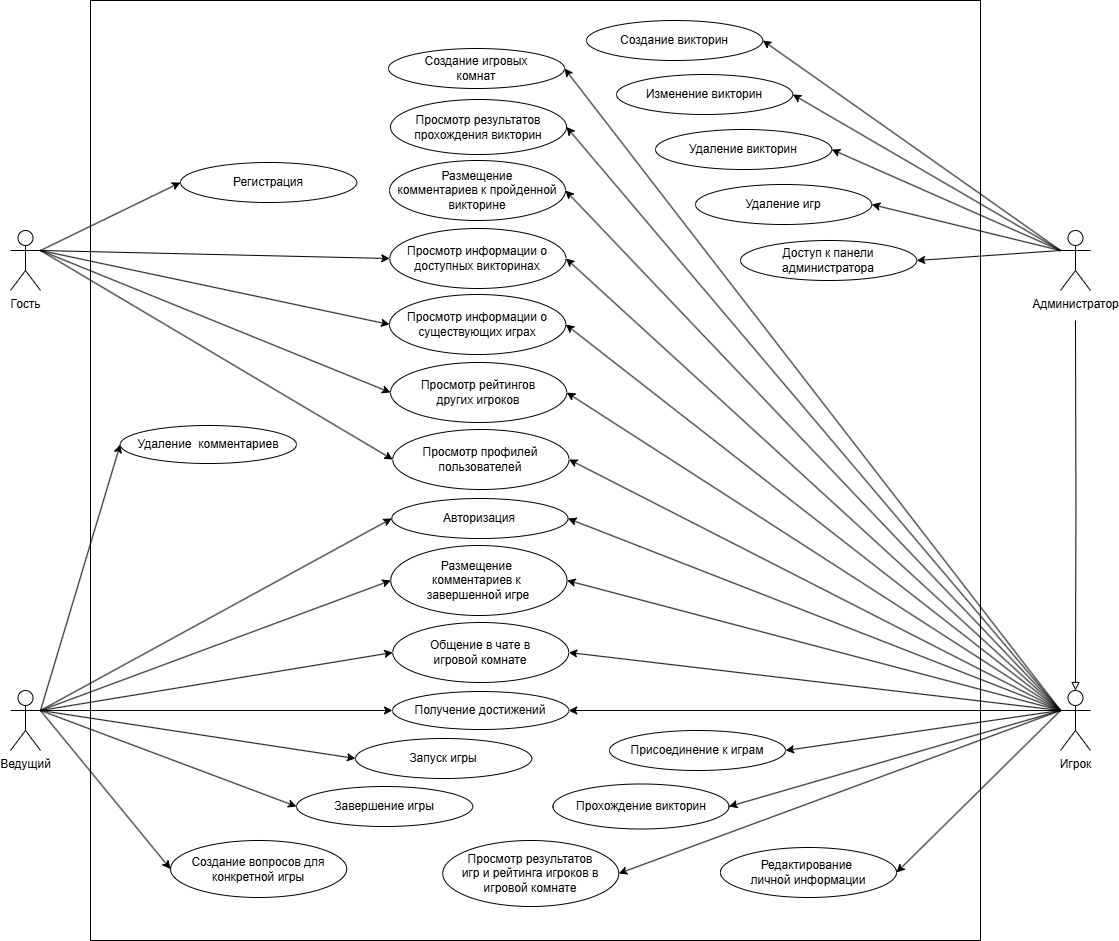 Создание викторин
Создание игровых
комнат
Изменение викторин
Просмотр результатов
прохождения викторин
Удаление викторин
Регистрация
Размещение
комментариев к пройденной
викторине
Удаление игр
Просмотр информации о
доступных викторинах
Доступ к панели
администратора
Гость
Администратор
Просмотр информации о
существующих играх
Просмотр рейтингов
других игроков
Удаление  комментариев
Просмотр профилей
пользователей
Авторизация
Размещение
комментариев к
завершенной игре
Общение в чате в
игровой комнате
Получение достижений
Ведущий
Запуск игры
Присоединение к играм
Игрок
Завершение игры
Прохождение викторин
Создание вопросов для
конкретной игры
Просмотр результатов
игр и рейтинга игроков в
игровой комнате
Редактирование
личной информации